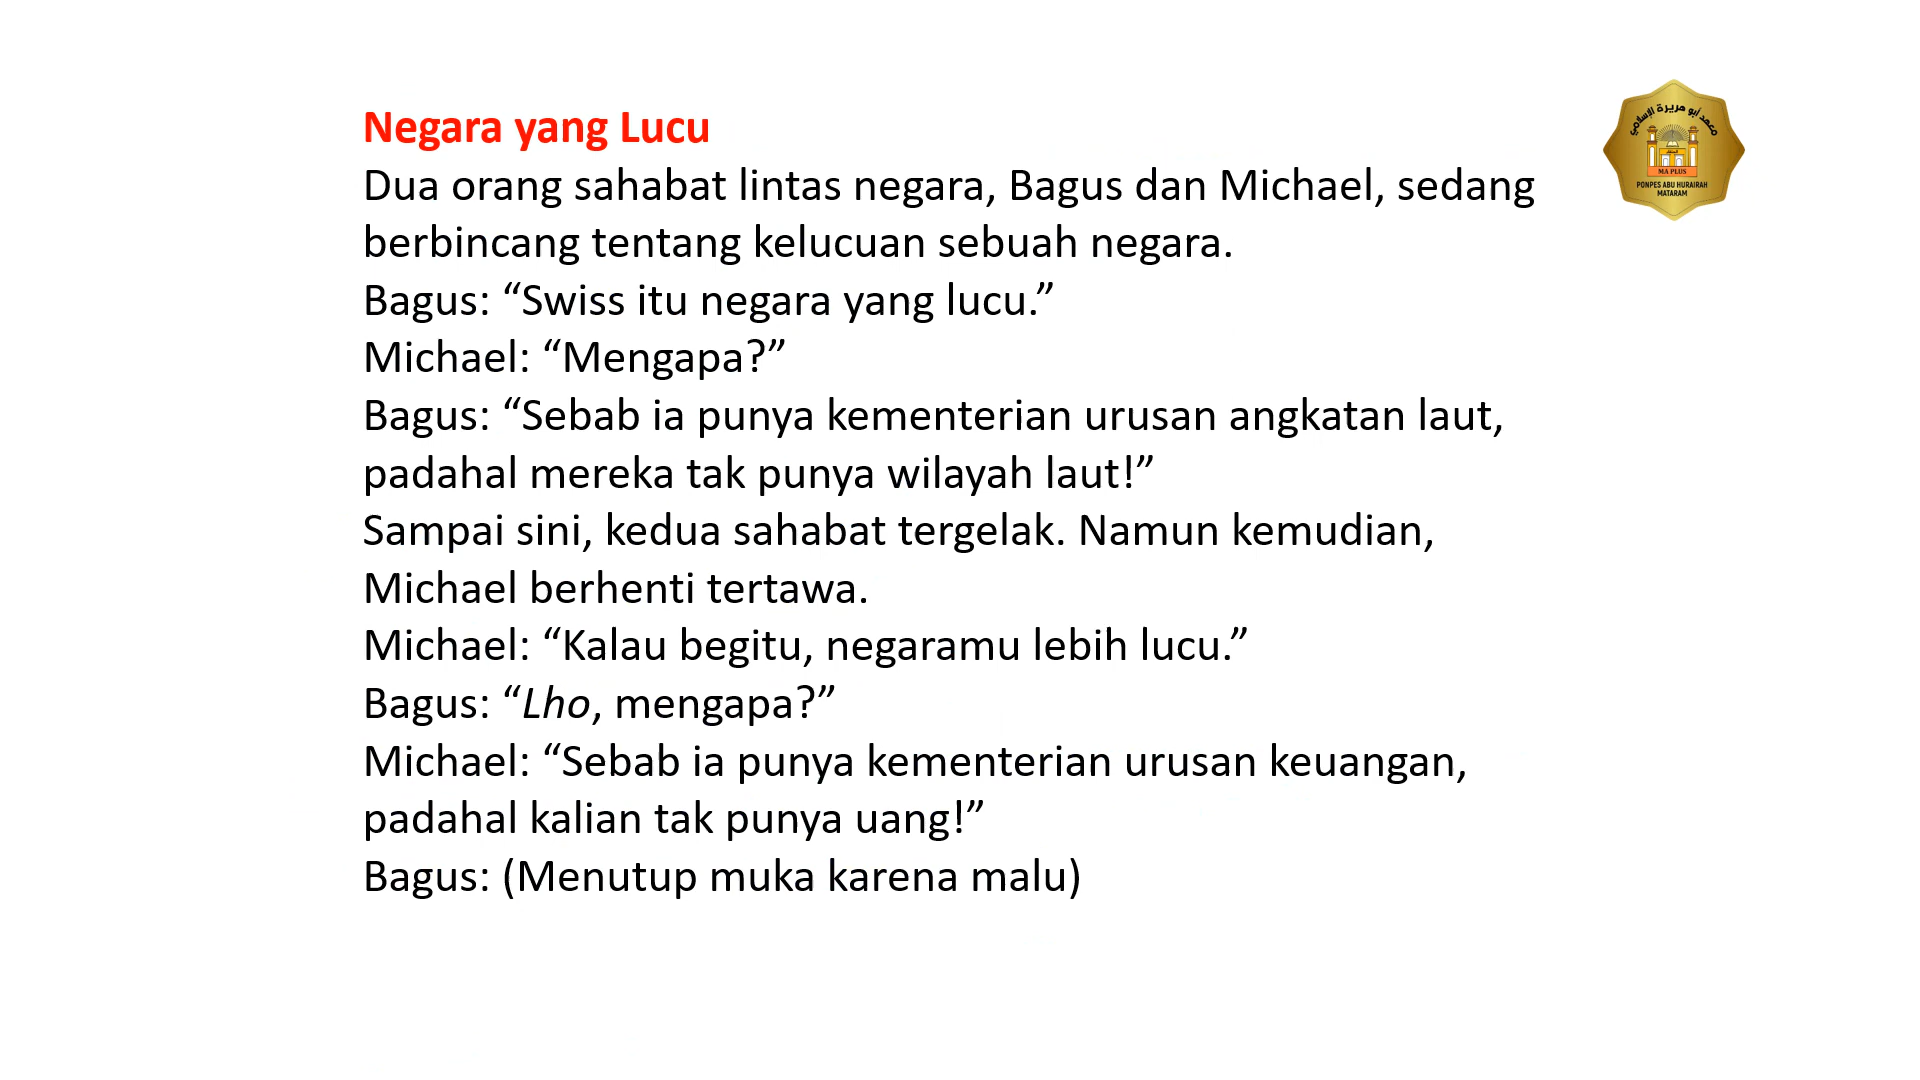 Negara yang Lucu
Dua orang sahabat lintas negara, Bagus dan Michael, sedang
berbincang tentang kelucuan sebuah negara.
Bagus: “Swiss itu negara yang lucu.”
Michael: “Mengapa?”
Bagus: “Sebab ia punya kementerian urusan angkatan laut,
padahal mereka tak punya wilayah laut!”
Sampai sini, kedua sahabat tergelak. Namun kemudian,
Michael berhenti tertawa.
Michael: “Kalau begitu, negaramu lebih lucu.”
Bagus: “Lho, mengapa?”
Michael: “Sebab ia punya kementerian urusan keuangan,
padahal kalian tak punya uang!”
Bagus: (Menutup muka karena malu)
معهد أبو هريرة الإسلامي
MA PLUS
PONPES ABU HURAIRAH
MATARAM